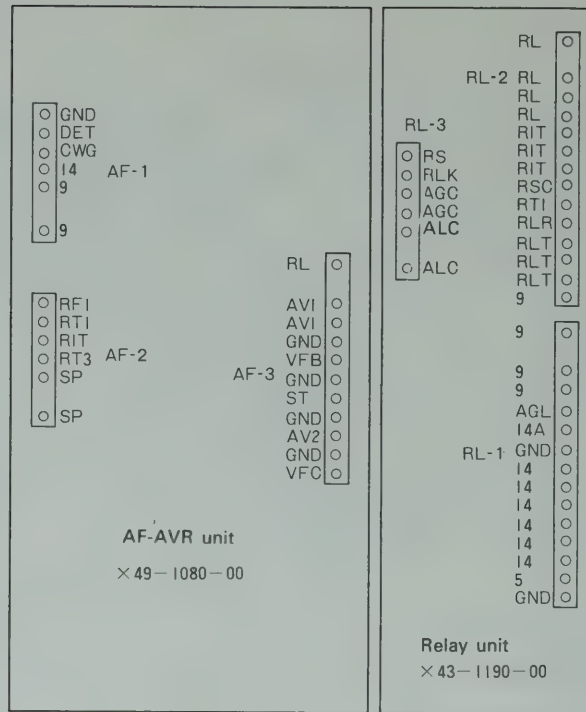 GND
DET
CWG
14
AF-1
9
9
RF1
RT1
RIT
RT3
AF-2
SP
SP
RL
AV1
AV1
GND
VFB
AF-3
GND
ST
GND
AV2
GND
VFC
AF-AVR unit
×49-1080-00
RL-3
RS
RLK
AGC
AGC
ALC
ALC
RL
RL-2
RL
RL
RL
RIT
RIT
RIT
RSC
RTI
RLR
RLT
RLT
RLT
9
9
9
9
AGL
14A
RL-1
GND
14
14
14
14
14
14
5
GND
Relay unit
×43-1190-00